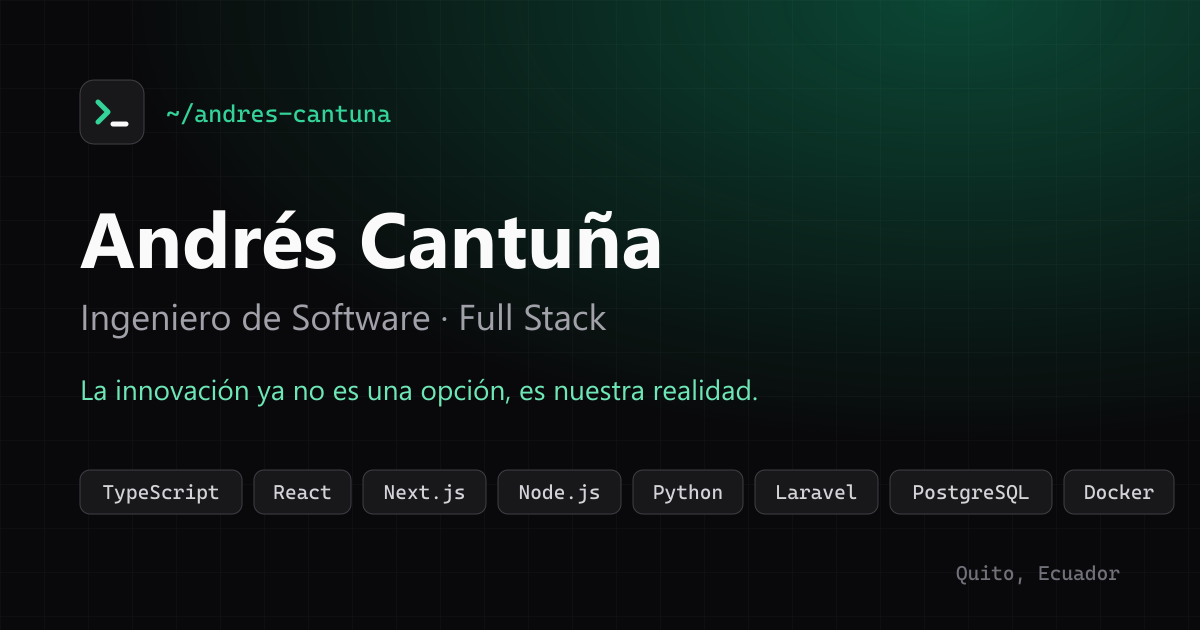 ~/andres-cantuna
Andrés Cantuña
Ingeniero de Software · Full Stack
La innovación ya no es una opción, es nuestra realidad.
TypeScript React Next.js Node.js Python Laravel PostgreSQL Docker
Quito, Ecuador